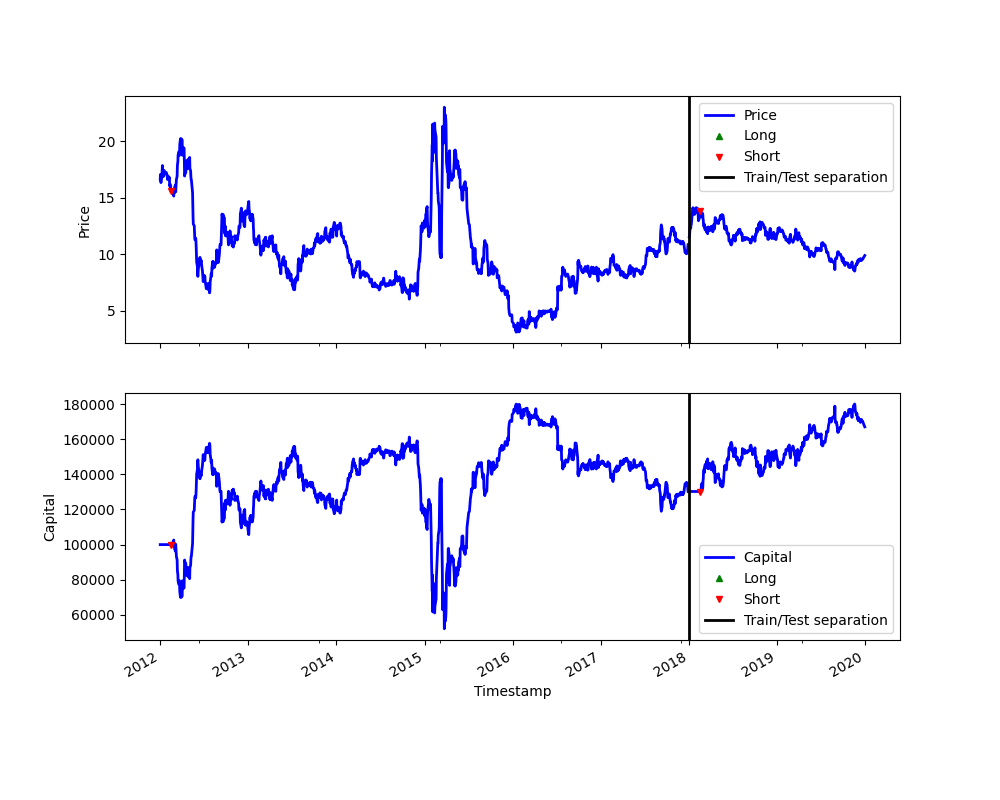 20
15
10
5
Price
Price
Long
Short
Train/Test separation
180000
160000
140000
120000
100000
80000
60000
Capital
Capital
Long
Short
Train/Test separation
2012 2013 2014 2015 2016 2017 2018 2019 2020
Timestamp